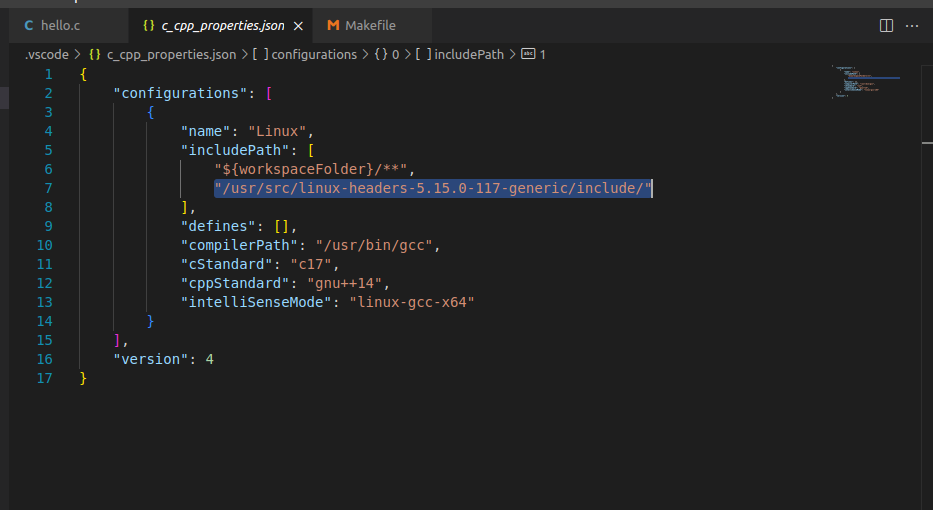 hello.c
{} c_cpp_properties.json ×
Makefile
.vscode > {} c_cpp_properties.json > [ ] configurations > {} 0 > [ ] includePath > abc 1
1 {
2 "configurations": [
3 {
4 "name": "Linux",
5 "includePath": [
6 "${workspaceFolder}/**",
7 "/usr/src/linux-headers-5.15.0-117-generic/include/"
8 ],
9 "defines": [],
10 "compilerPath": "/usr/bin/gcc",
11 "cStandard": "c17",
12 "cppStandard": "gnu++14",
13 "intelliSenseMode": "linux-gcc-x64"
14 }
15 ],
16 "version": 4
17 }